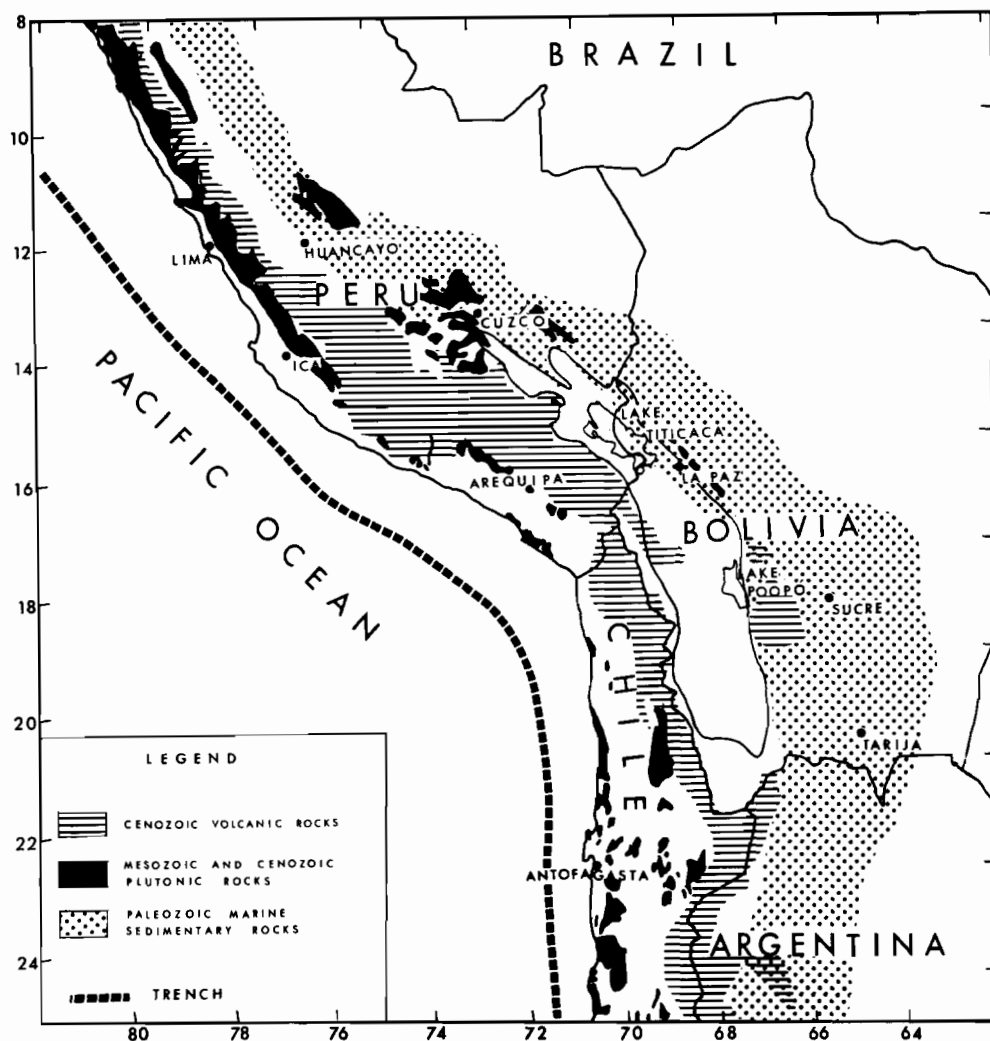 8
BRAZIL
10
12
LIMA
HUANCAYO
PERU
CUZCO
14
ICA
PACIFIC OCEAN
LAKE
TITICACA
AREQUIPA
LA PAZ
16
BOLIVIA
LAKE
POOPO
SUCRE
18
CHILE
20
TARIJA
LEGEND
CENOZOIC VOLCANIC ROCKS
22
MESOZOIC AND CENOZOIC
PLUTONIC ROCKS
ANTOFAGASTA
PALEOZOIC MARINE
SEDIMENTARY ROCKS
ARGENTINA
24
TRENCH
80 78 76 74 72 70 68 66 64